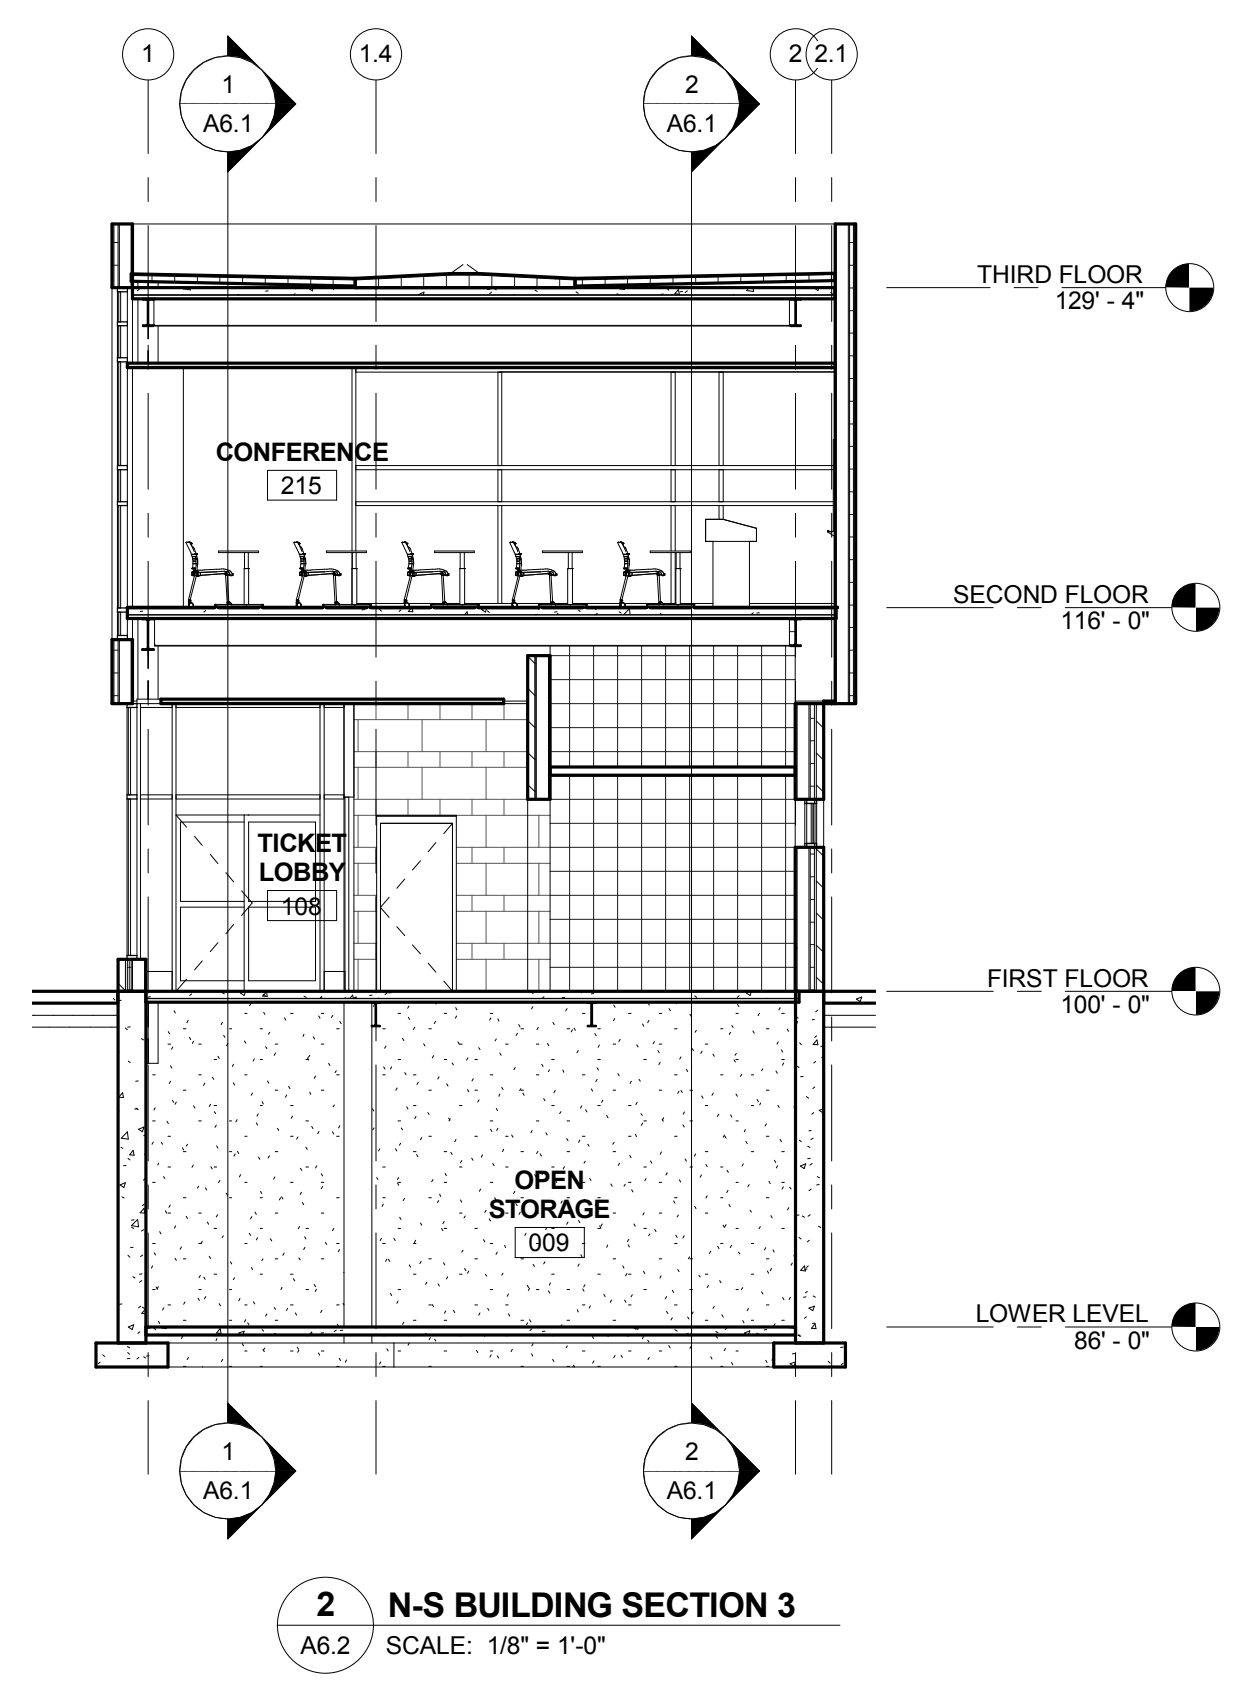 1
1.4
2
2.1
1
A6.1
2
A6.1
THIRD FLOOR
129' - 4"
CONFERENCE
215
SECOND FLOOR
116' - 0"
TICKET
LOBBY
108
FIRST FLOOR
100' - 0"
OPEN
STORAGE
009
LOWER LEVEL
86' - 0"
1
A6.1
2
A6.1
2
N-S BUILDING SECTION 3
A6.2
SCALE: 1/8" = 1'-0"